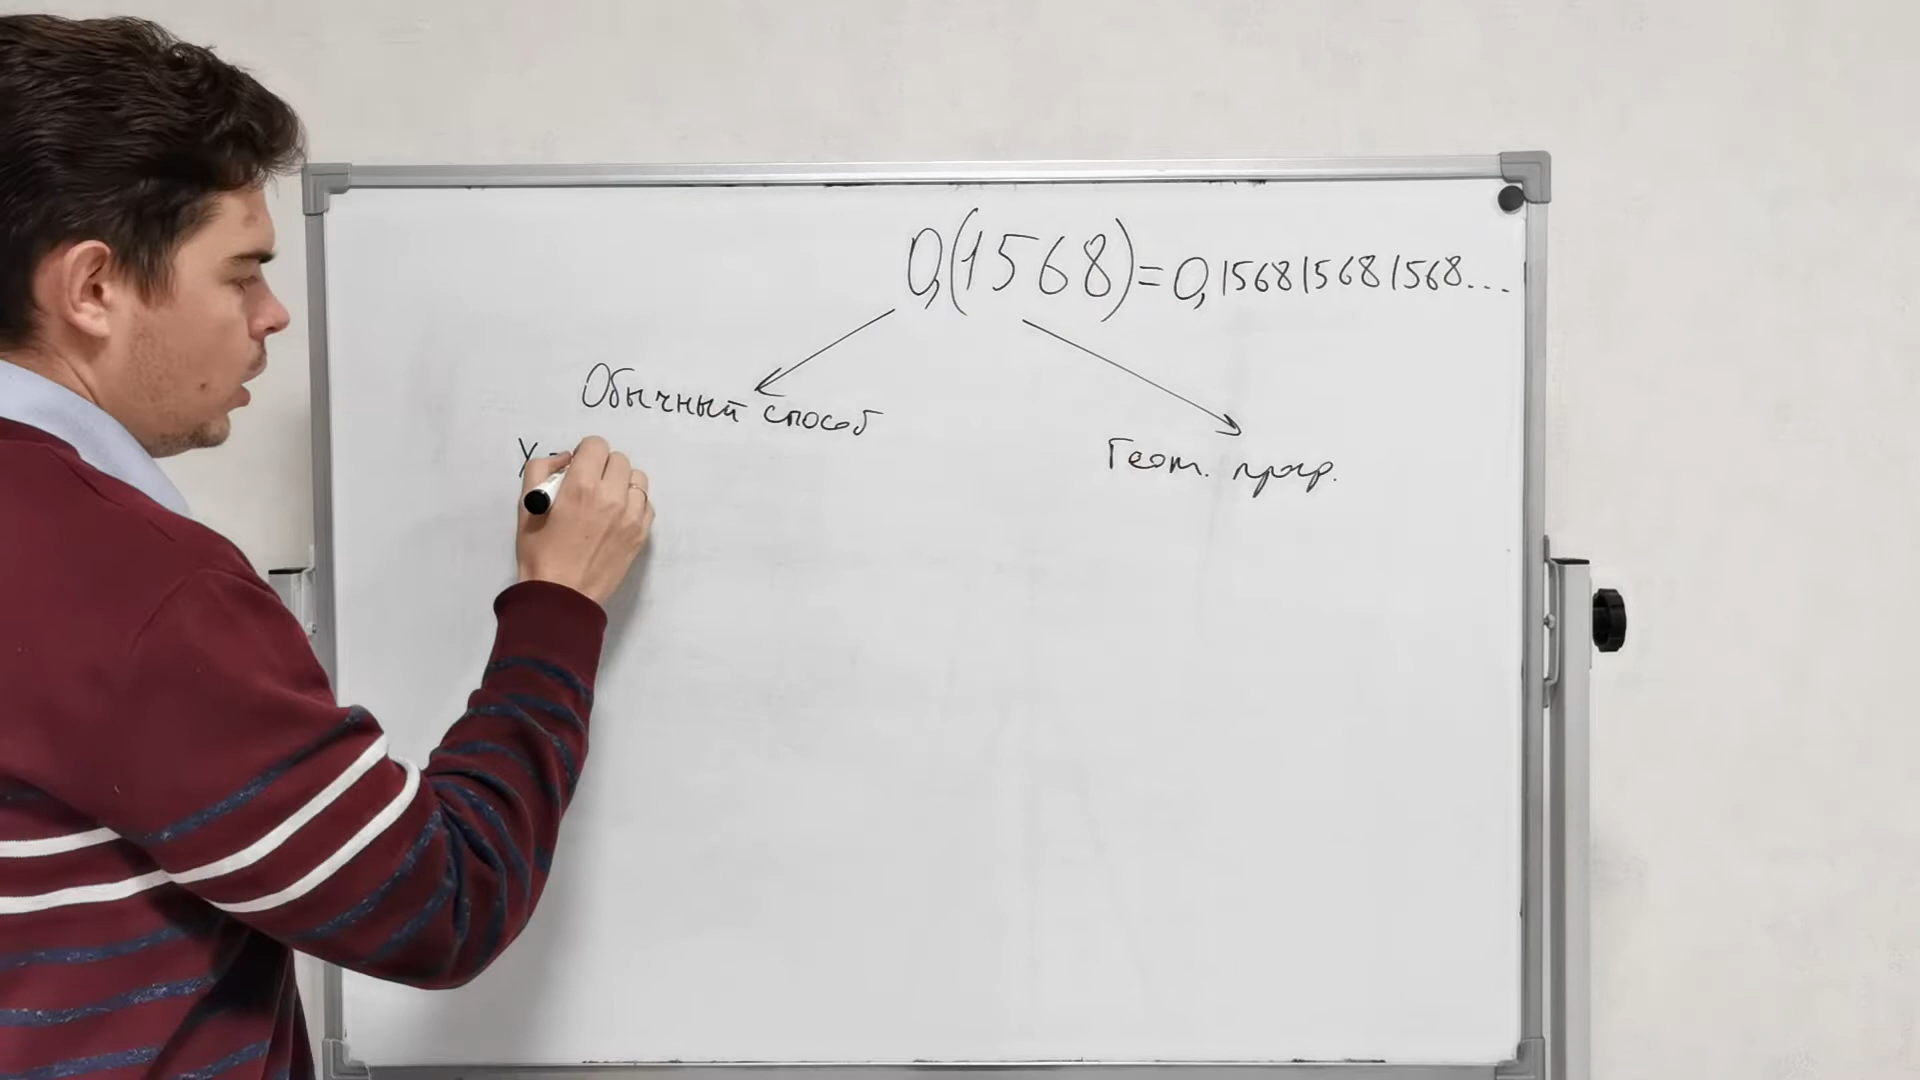 0,(1568)=0,156815681568...
Обычный способ
Геом. прогр.
x =